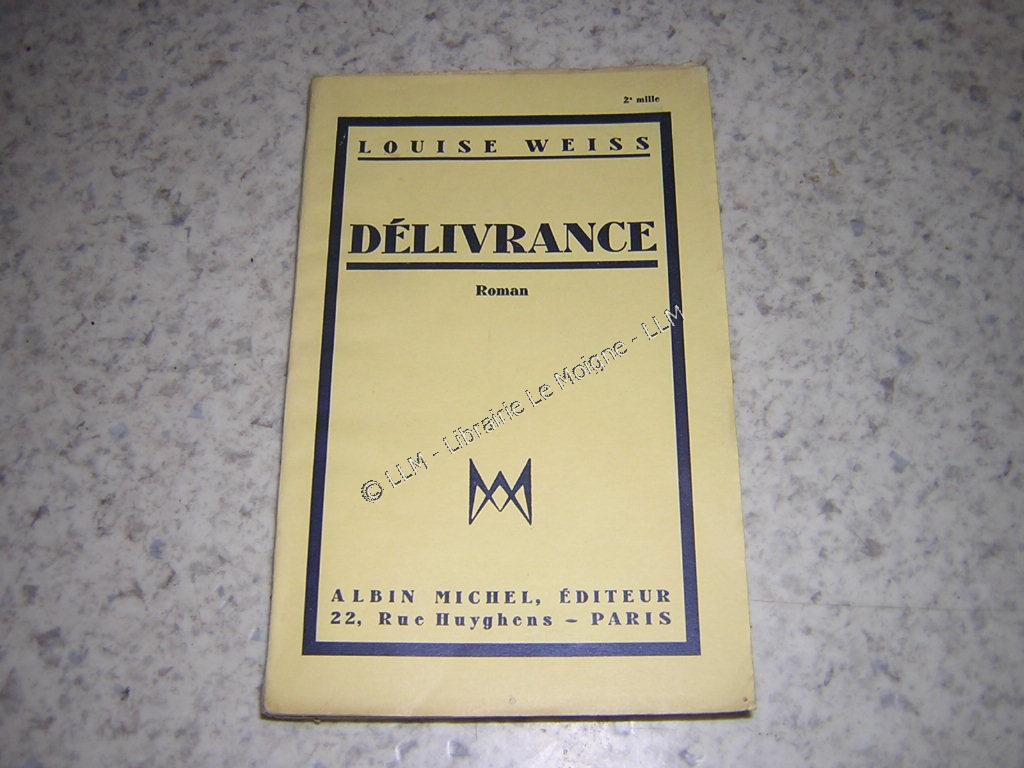 2e mille
LOUISE WEISS
DÉLIVRANCE
Roman
© LLM - Librairie Le Moigne - LLM
ALBIN MICHEL, ÉDITEUR
22, Rue Huyghens - PARIS